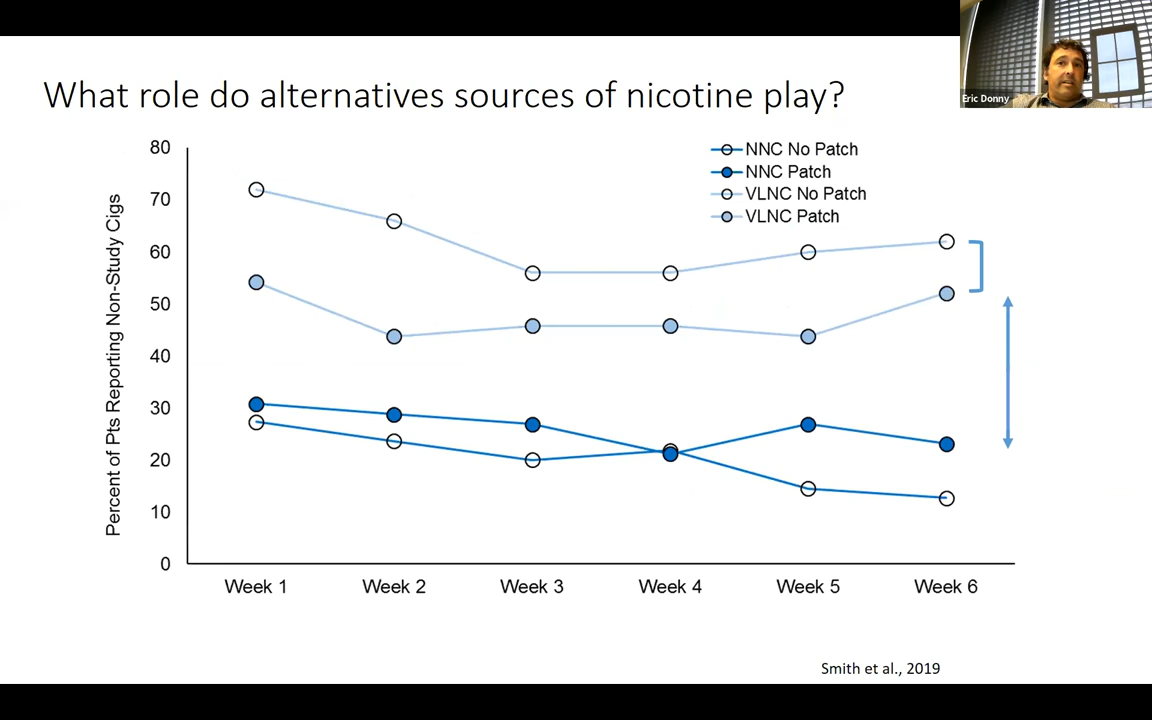 What role do alternatives sources of nicotine play?
Eric Donny
NNC No Patch
NNC Patch
VLNC No Patch
VLNC Patch
Percent of Pts Reporting Non-Study Cigs
80
70
60
50
40
30
20
10
0
Week 1 Week 2 Week 3 Week 4 Week 5 Week 6
Smith et al., 2019